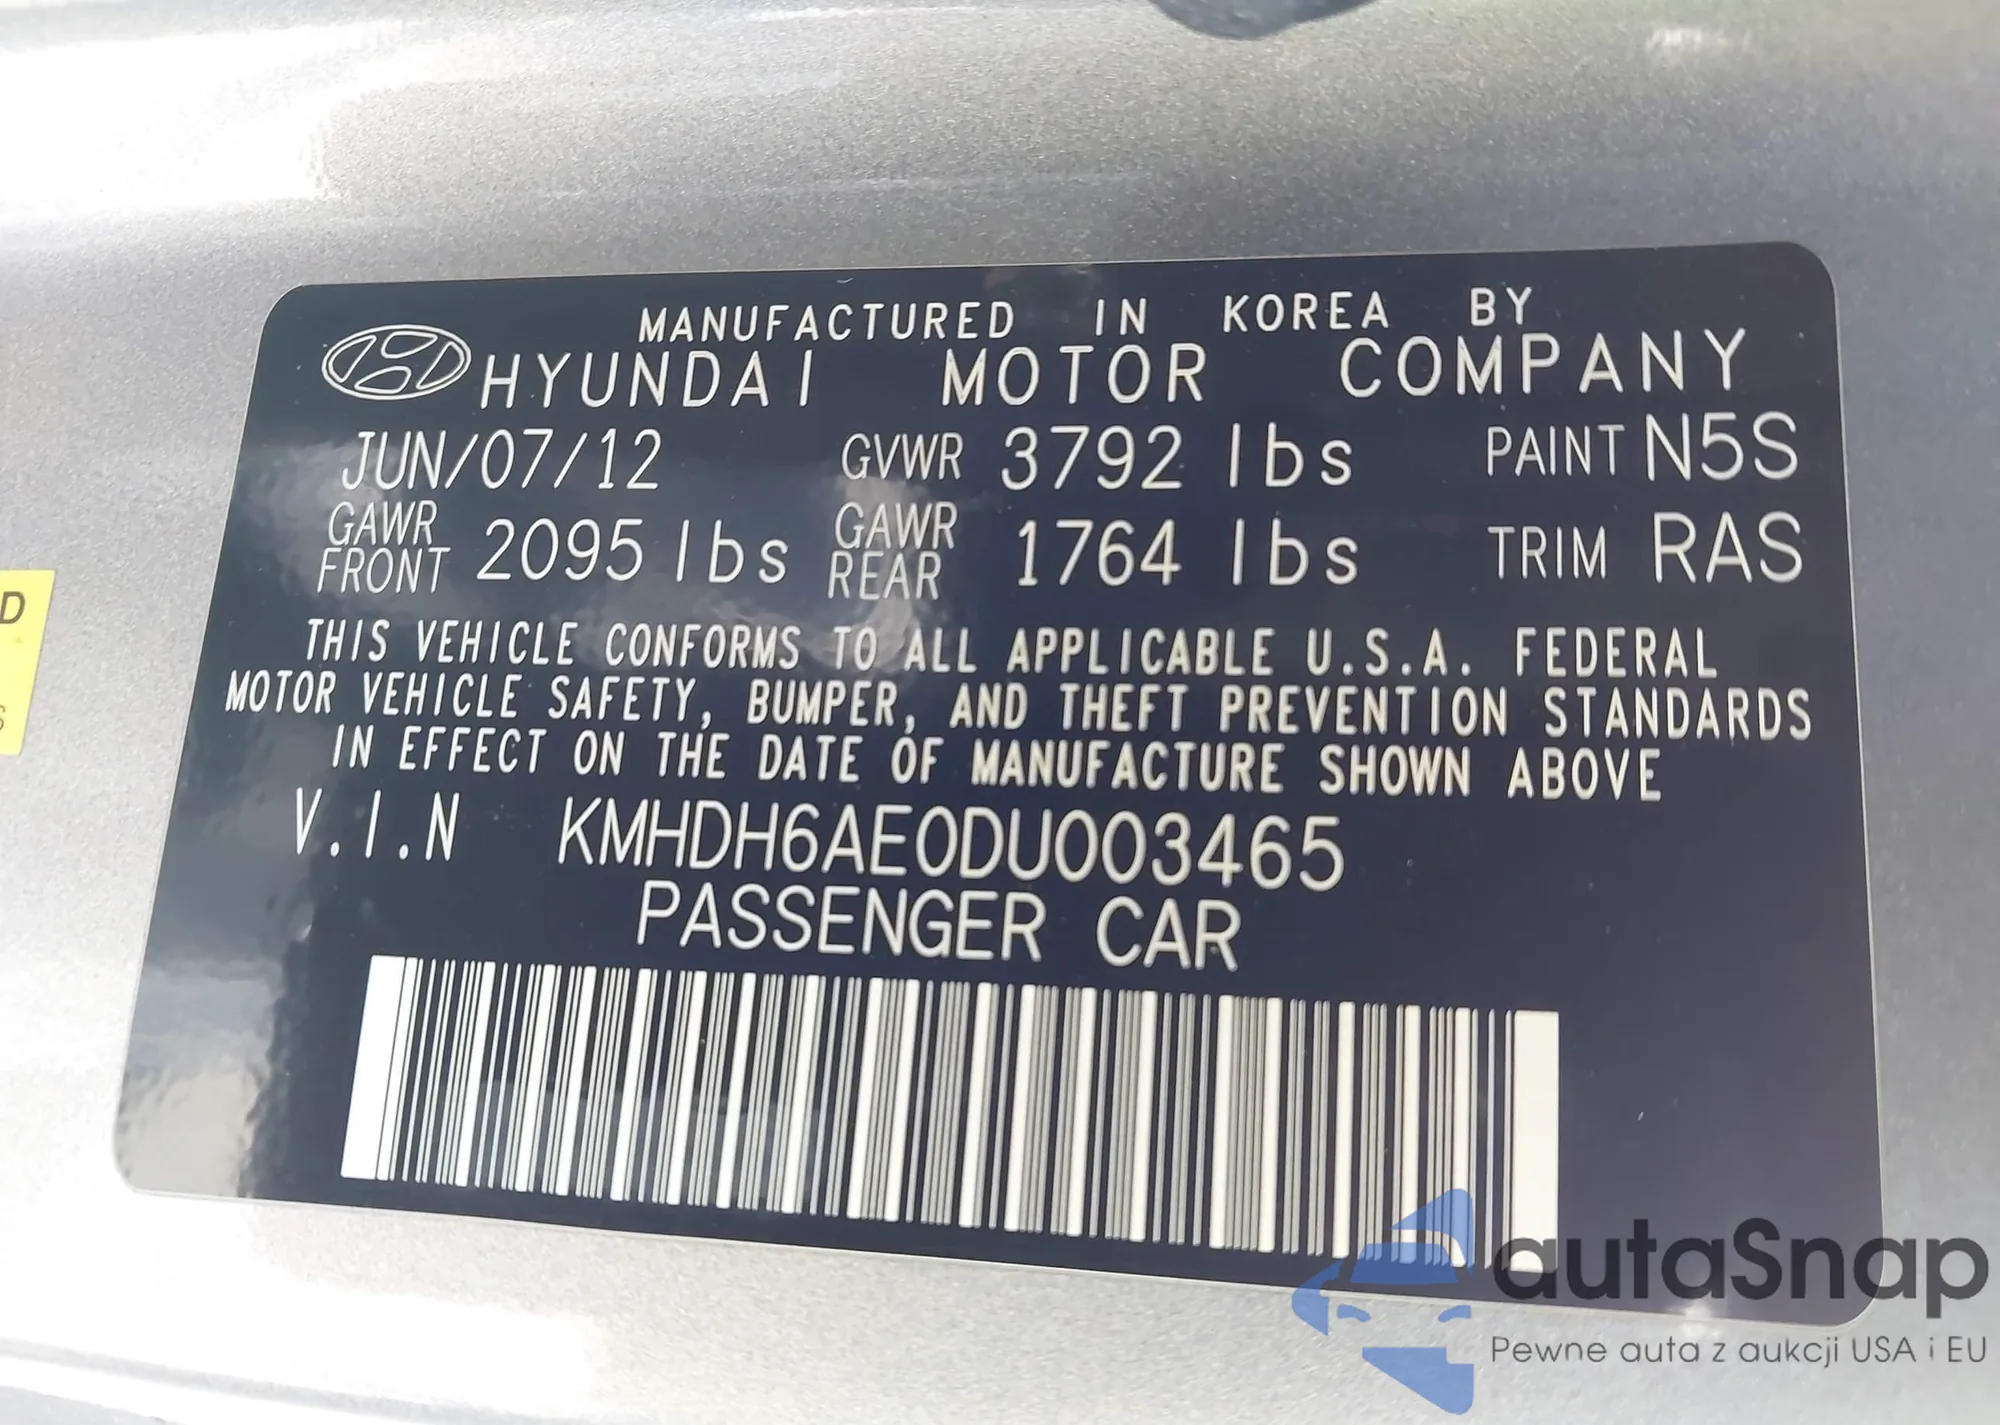 MANUFACTURED IN KOREA BY
HYUNDAI MOTOR COMPANY
JUN/07/12 GVWR 3792 lbs PAINT N5S
GAWR FRONT 2095 lbs GAWR REAR 1764 lbs TRIM RAS
THIS VEHICLE CONFORMS TO ALL APPLICABLE U.S.A. FEDERAL
MOTOR VEHICLE SAFETY, BUMPER, AND THEFT PREVENTION STANDARDS
IN EFFECT ON THE DATE OF MANUFACTURE SHOWN ABOVE
V.I.N KMHDH6AE0DU003465
PASSENGER CAR
D
S
autaSnap
Pewne auta z aukcji USA i EU